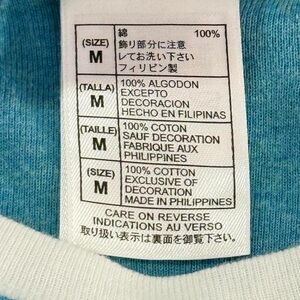 (SIZE) M
綿 100%
飾り部分に注意
レてお洗い下さい
フィリピン製
(TALLA) M
100% ALGODON
EXCEPTO
DECORACION
HECHO EN FILIPINAS
(TAILLE) M
100% COTON
SAUF DECORATION
FABRIQUE AUX
PHILIPPINES
(SIZE) M
100% COTTON
EXCLUSIVE OF
DECORATION
MADE IN PHILIPPINES
CARE ON REVERSE
INDICATIONS AU VERSO
取り扱い表示は裏面を御覧下さい。